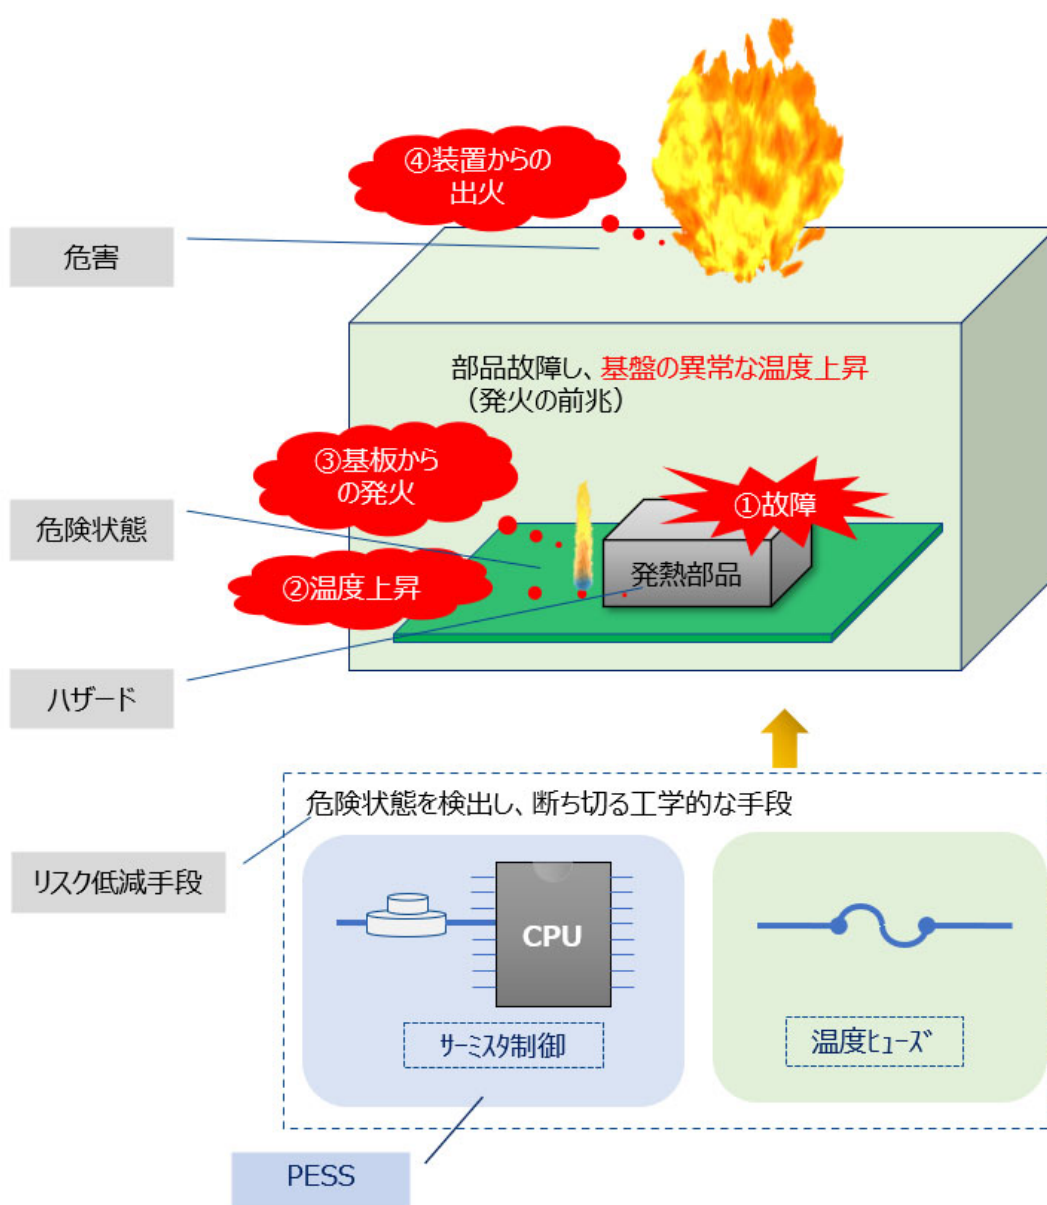 ④装置からの
出火
危害
部品故障し、基盤の異常な温度上昇
（発火の前兆）
③基板から
の発火
①故障
危険状態
発熱部品
②温度上昇
ハザード
危険状態を検出し、断ち切る工学的な手段
リスク低減手段
CPU
ｻｰﾐｽﾀ制御
温度ﾋｭｰｽﾞ
PESS